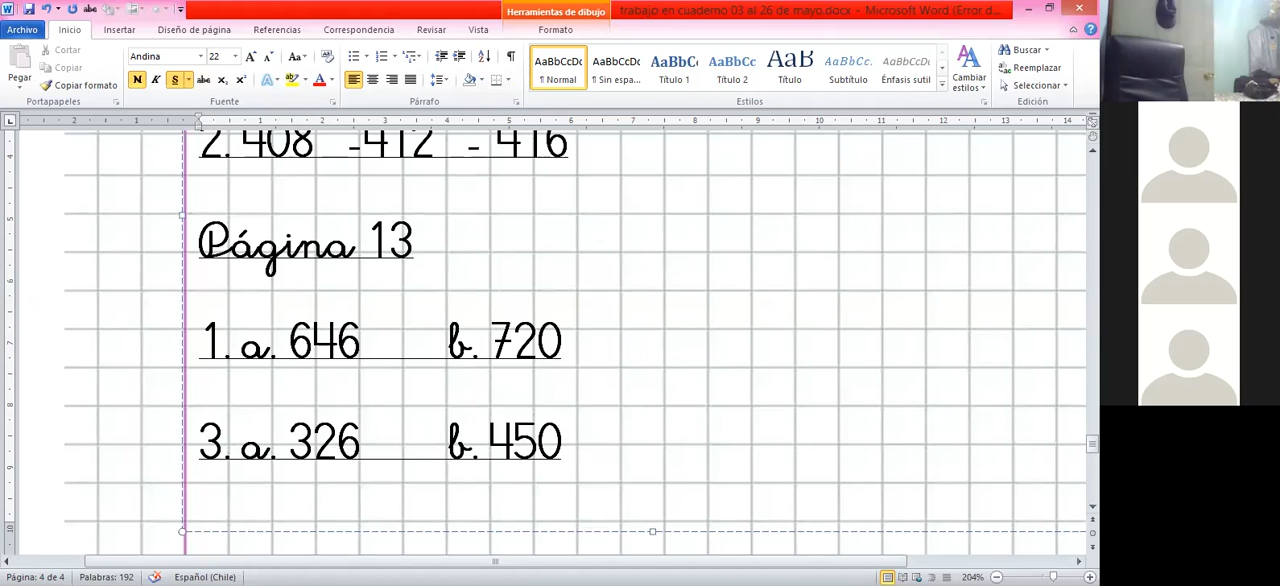 Herramientas de dibujo
trabajo en cuaderno 03 al 26 de mayo.docx - Microsoft Word (Error d...
Archivo Inicio Insertar Diseño de página Referencias Correspondencia Revisar Vista Formato
Pegar
Cortar
Copiar
Copiar formato
Portapapeles
Andina 22
Fuente
Párrafo
AaBbCcDc AaBbCcDc AaBbC AaBbCc AaB AaBbCc. AaBbCcDc
¶ Normal ¶ Sin espa... Título 1 Título 2 Título Subtítulo Énfasis sutil
Estilos
Cambiar estilos
Buscar
Reemplazar
Seleccionar
Edición
2. 408 -412 - 416
Página 13
1. a. 646 b. 720
3. a. 326 b. 450
Página: 4 de 4 Palabras: 192 Español (Chile) 204%